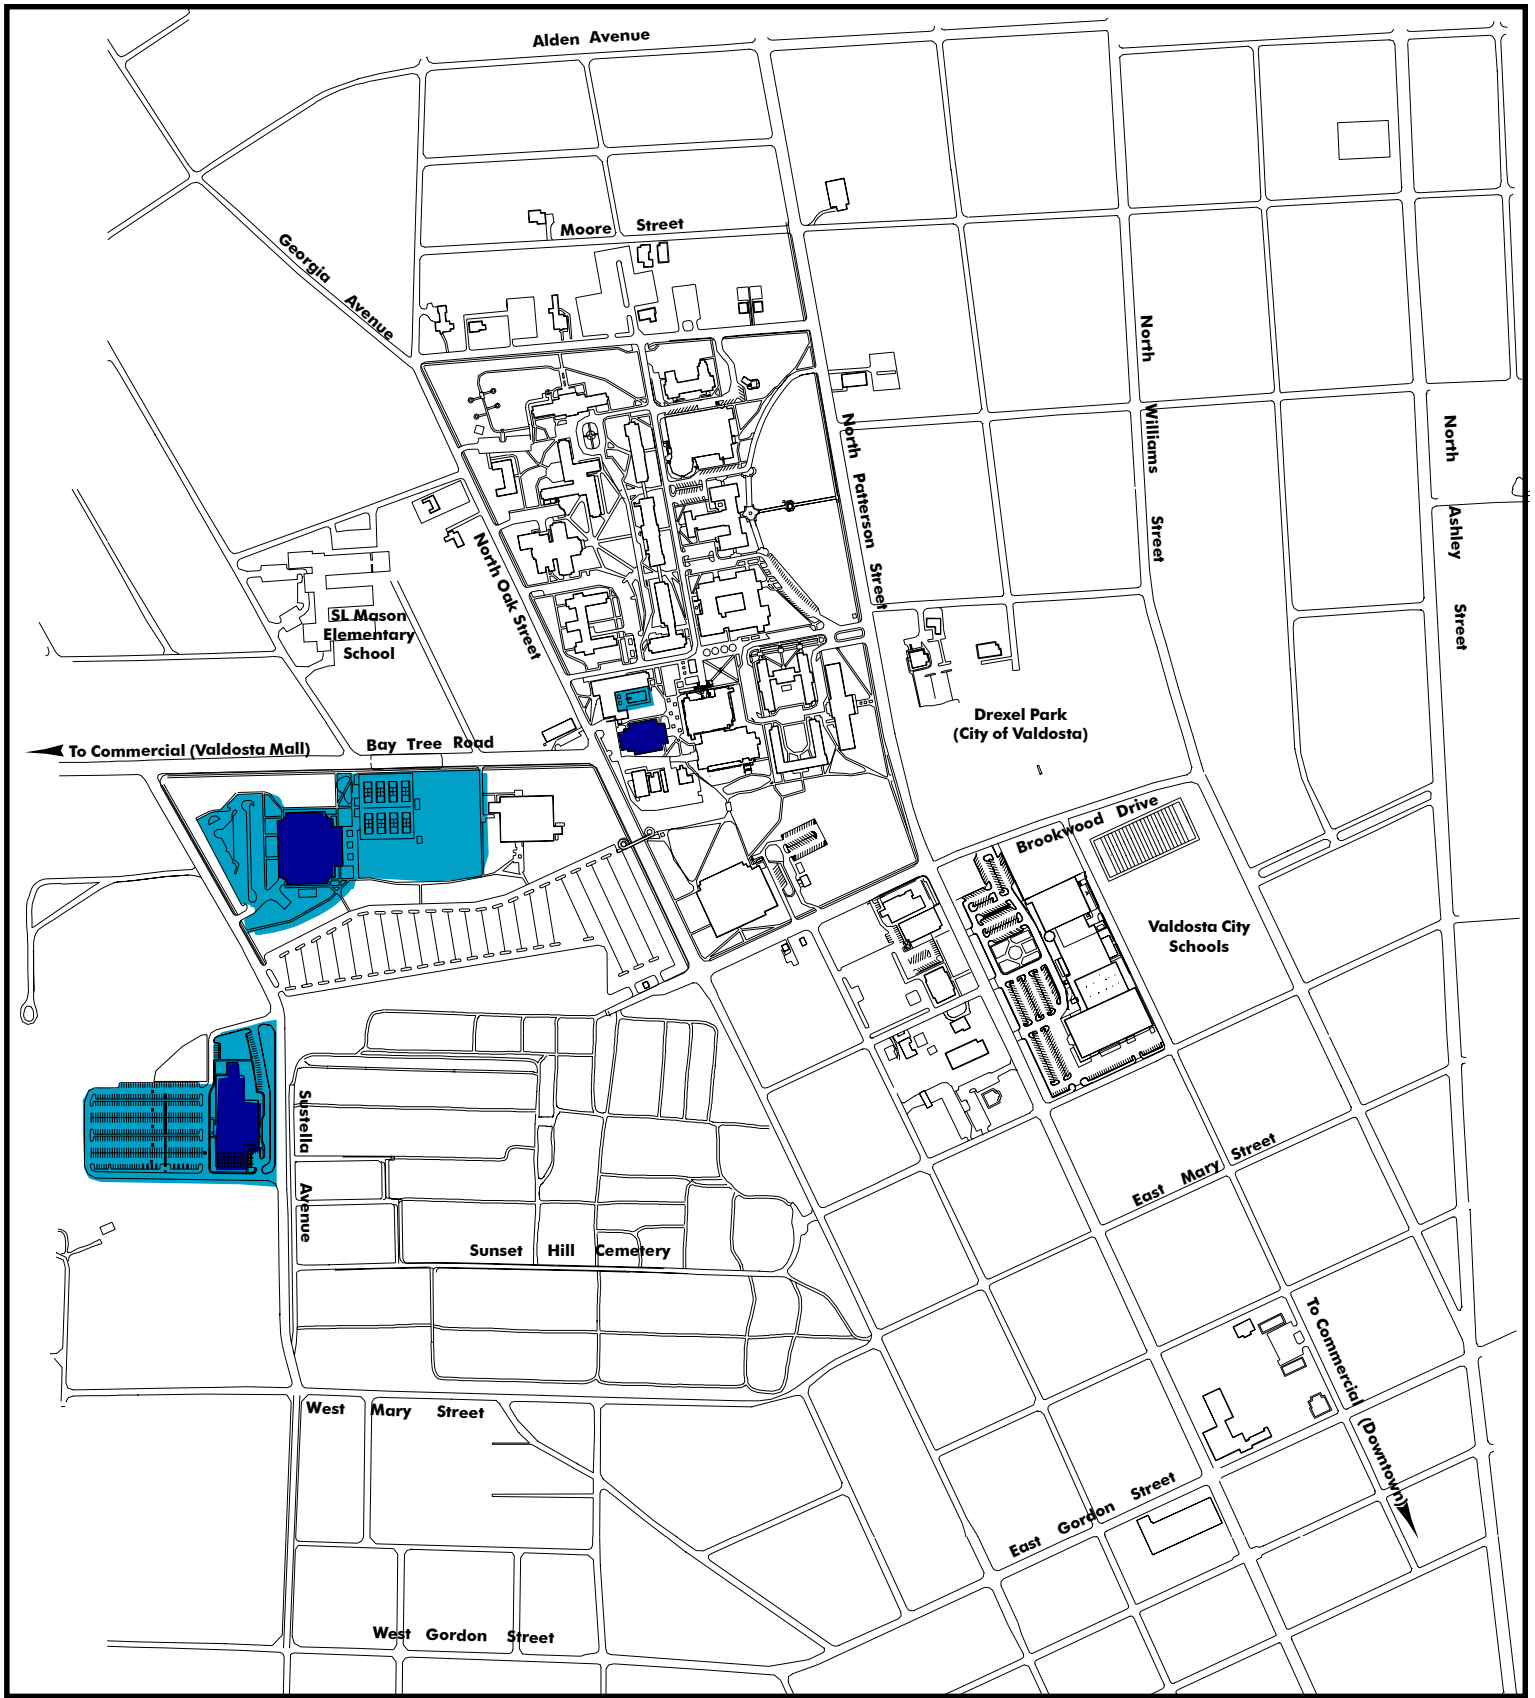 Alden Avenue
Moore Street
Georgia Avenue
North Williams Street
North Patterson Street
North Ashley Street
North Oak Street
SL Mason
Elementary
School
Drexel Park
(City of Valdosta)
To Commercial (Valdosta Mall)
Bay Tree Road
Brookwood Drive
Valdosta City
Schools
Sustella Avenue
East Mary Street
Sunset Hill Cemetery
To Commercial (Downtown)
West Mary Street
East Gordon Street
West Gordon Street